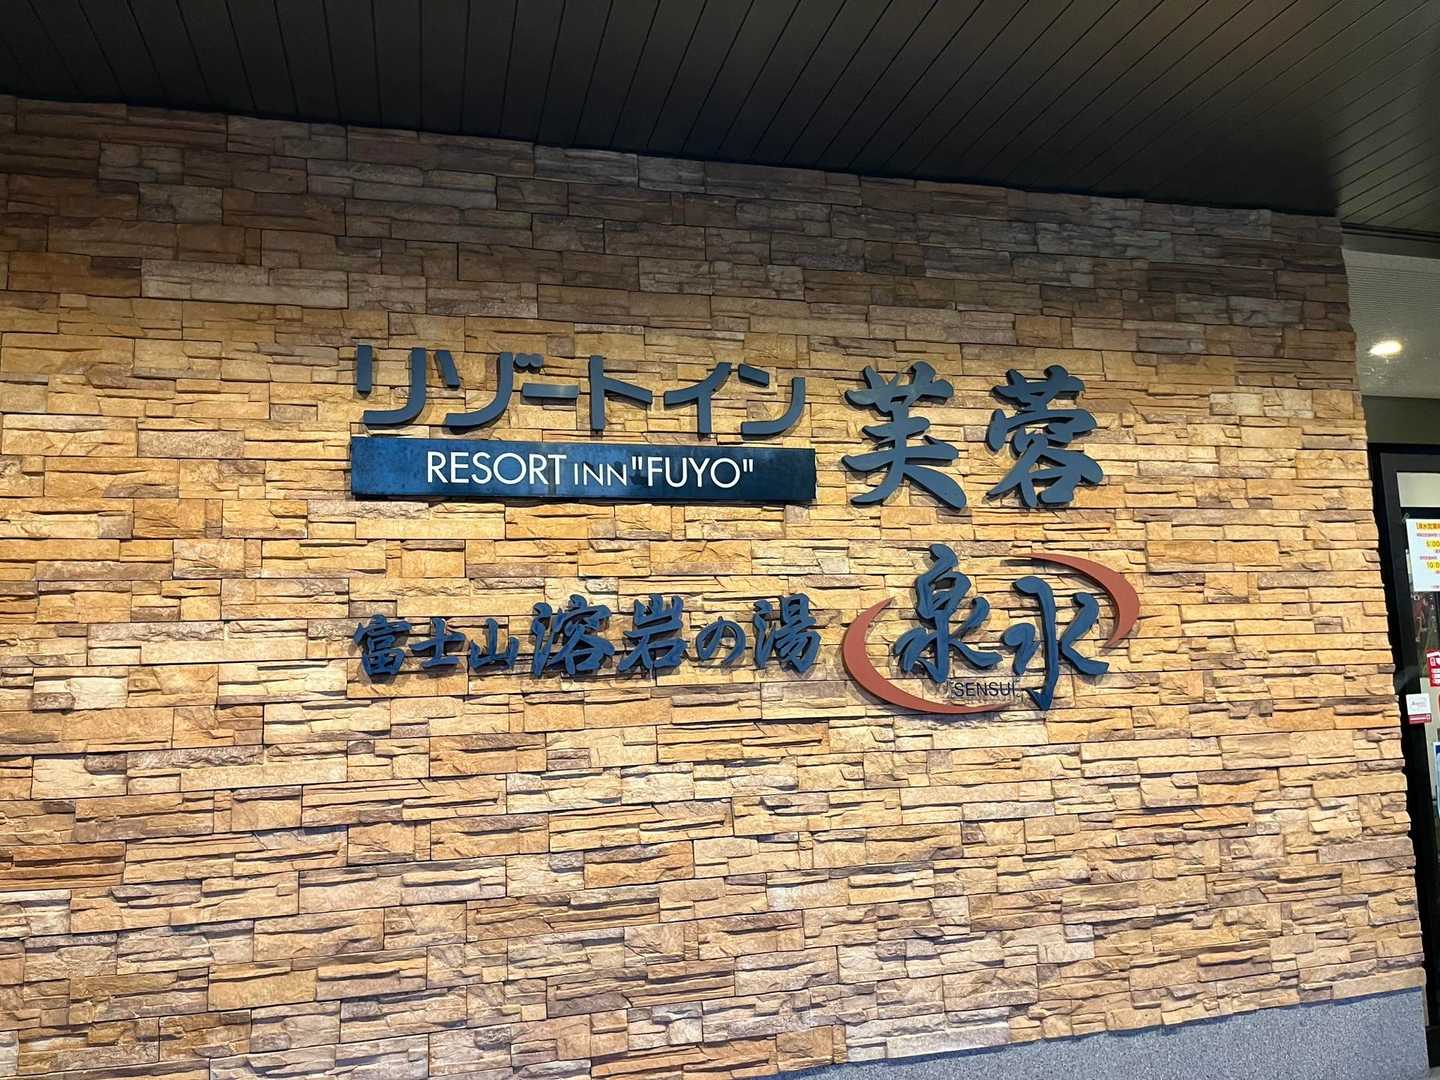 リゾートイン 芙蓉
RESORT INN "FUYO"
富士山溶岩の湯 泉水
SENSUI